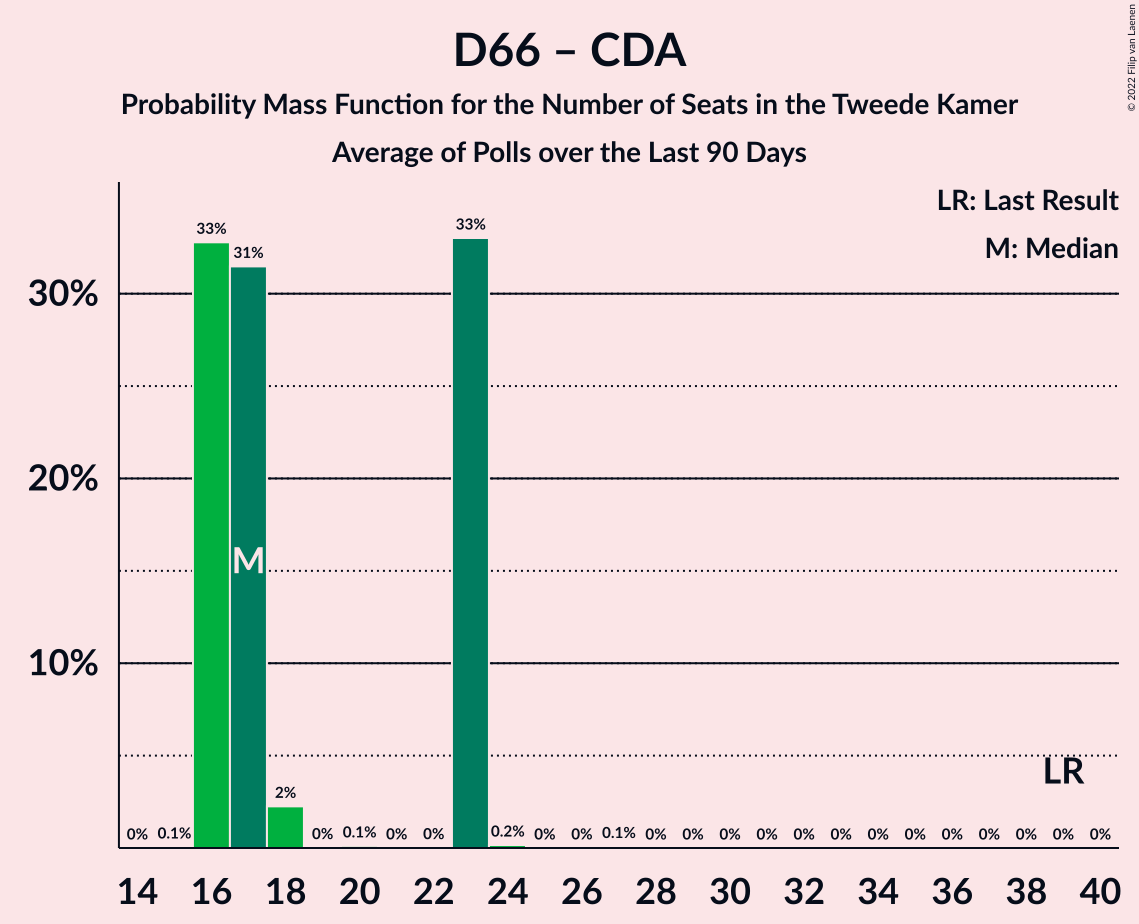 D66 – CDA
Probability Mass Function for the Number of Seats in the Tweede Kamer
Average of Polls over the Last 90 Days
© 2022 Filip van Laenen
LR: Last Result
M: Median
33%
31%
33%
30%
20%
M
10%
LR
2%
0% 0.1% 0% 0.1% 0% 0% 0.2% 0% 0% 0.1% 0% 0% 0% 0% 0% 0% 0% 0% 0% 0% 0% 0% 0%
14 16 18 20 22 24 26 28 30 32 34 36 38 40